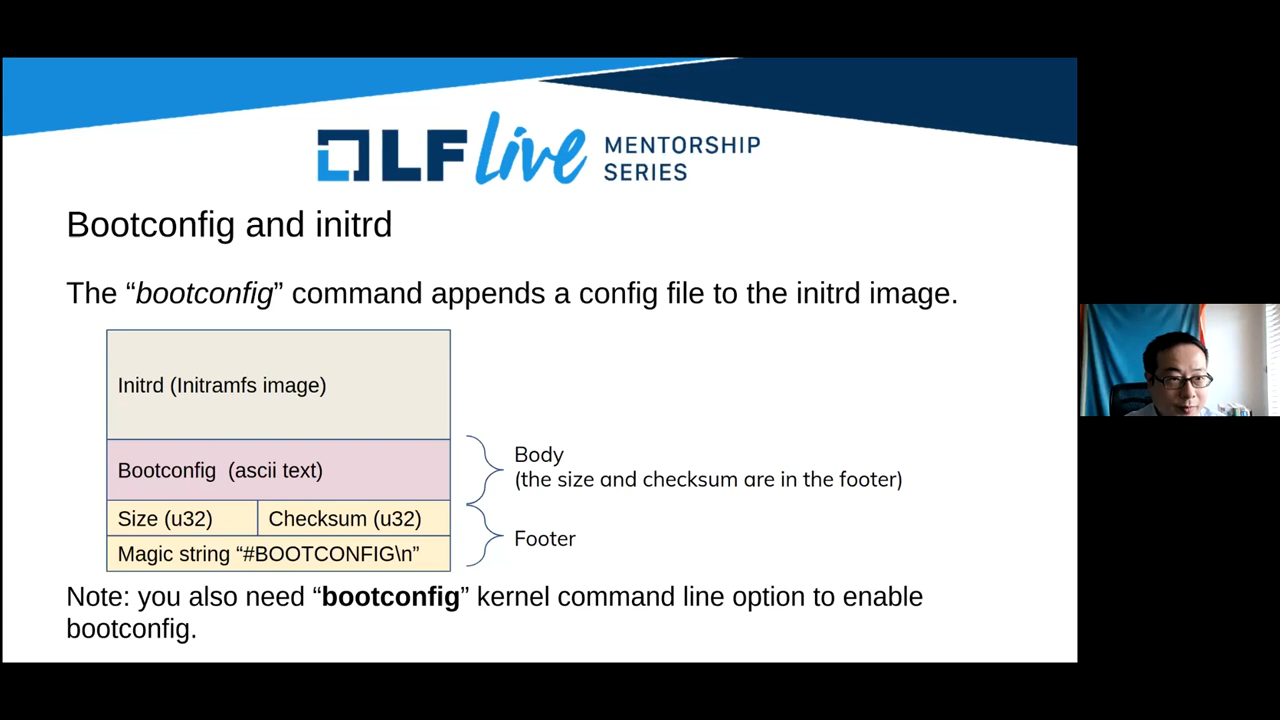 LF Live MENTORSHIP
SERIES
Bootconfig and initrd
The “bootconfig” command appends a config file to the initrd image.
Initrd (Initramfs image)
Bootconfig (ascii text)
Body
(the size and checksum are in the footer)
Size (u32)
Checksum (u32)
Footer
Magic string “#BOOTCONFIG\n”
Note: you also need “bootconfig” kernel command line option to enable
bootconfig.